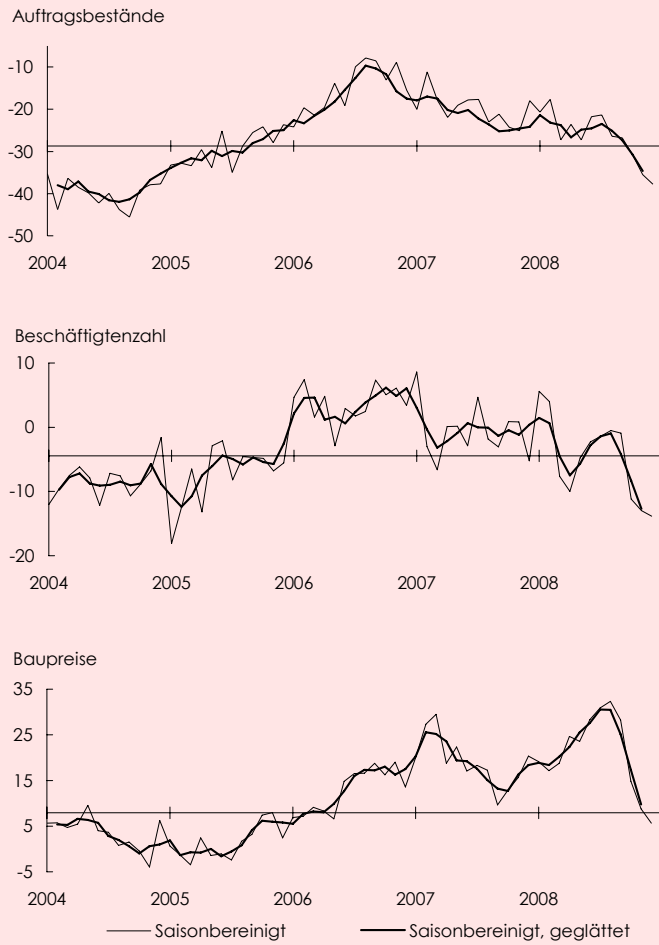 Auftragsbestände
-10
-20
-30
-40
-50
2004 2005 2006 2007 2008
Beschäftigtenzahl
10
0
-10
-20
2004 2005 2006 2007 2008
Baupreise
35
25
15
5
-5
2004 2005 2006 2007 2008
Saisonbereinigt Saisonbereinigt, geglättet